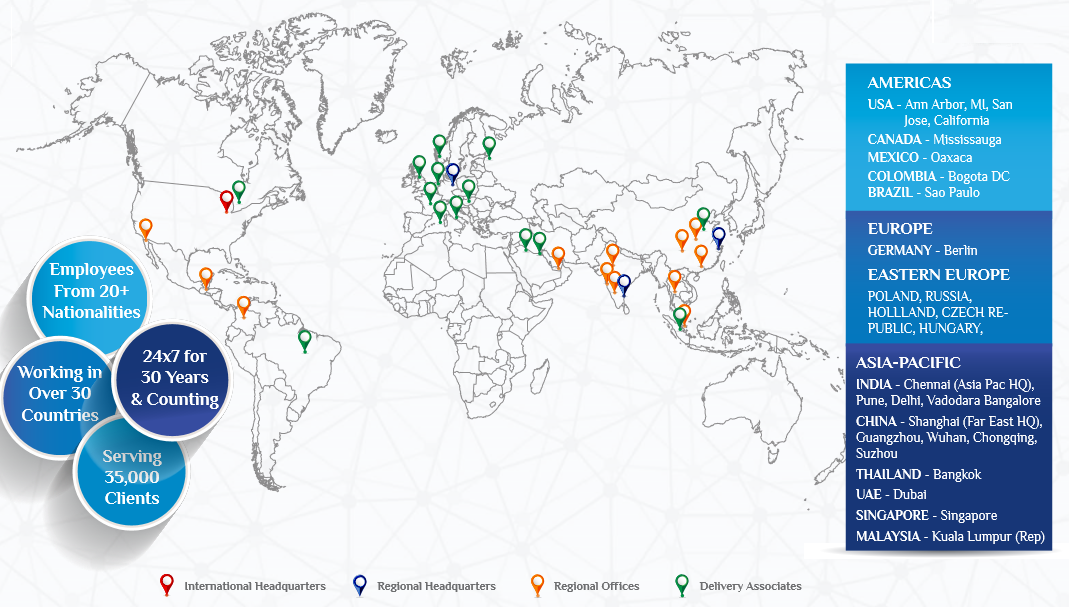 Employees
From 20+
Nationalities
Working in
Over 30
Countries
24x7 for
30 Years
& Counting
Serving
35,000
Clients
AMERICAS
USA - Ann Arbor, MI, San
Jose, California
CANADA - Mississauga
MEXICO - Oaxaca
COLOMBIA - Bogota DC
BRAZIL - Sao Paulo
EUROPE
GERMANY - Berlin
EASTERN EUROPE
POLAND, RUSSIA,
HOLLLAND, CZECH RE-
PUBLIC, HUNGARY,
ASIA-PACIFIC
INDIA - Chennai (Asia Pac HQ),
Pune, Delhi, Vadodara Bangalore
CHINA - Shanghai (Far East HQ),
Guangzhou, Wuhan, Chongqing,
Suzhou
THAILAND - Bangkok
UAE - Dubai
SINGAPORE - Singapore
MALAYSIA - Kuala Lumpur (Rep)
International Headquarters
Regional Headquarters
Regional Offices
Delivery Associates